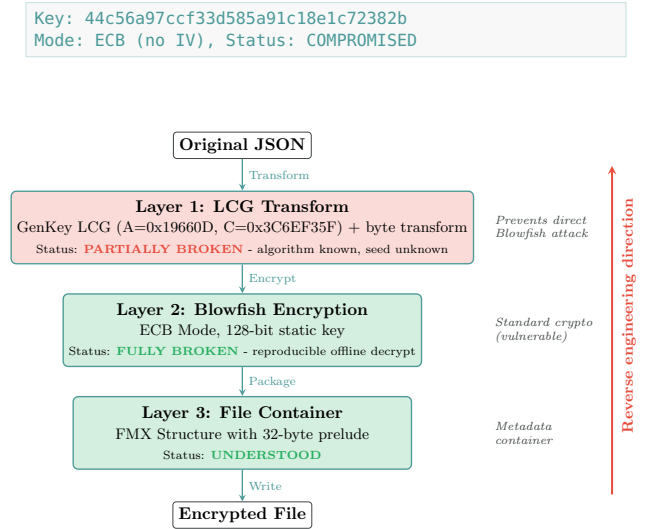 Key: 44c56a97ccf33d585a91c18e1c72382b
Mode: ECB (no IV), Status: COMPROMISED
Original JSON
Transform
Layer 1: LCG Transform
GenKey LCG (A=0x19660D, C=0x3C6EF35F) + byte transform
Status: PARTIALLY BROKEN - algorithm known, seed unknown
Prevents direct
Blowfish attack
Encrypt
Layer 2: Blowfish Encryption
ECB Mode, 128-bit static key
Status: FULLY BROKEN - reproducible offline decrypt
Standard crypto
(vulnerable)
Package
Layer 3: File Container
FMX Structure with 32-byte prelude
Status: UNDERSTOOD
Metadata
container
Write
Encrypted File
Reverse engineering direction